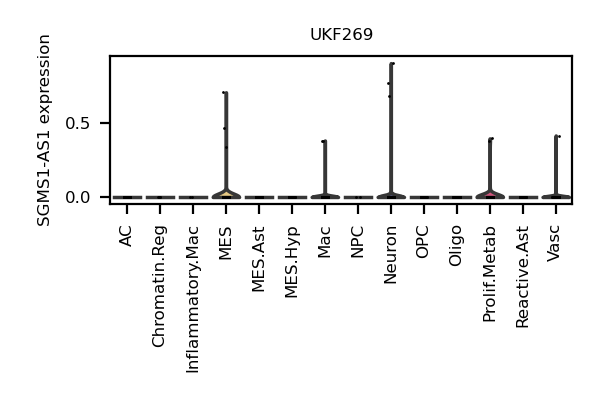 UKF269
SGMS1-AS1 expression
0.5
0.0
AC
Chromatin.Reg
Inflammatory.Mac
MES
MES.Ast
MES.Hyp
Mac
NPC
Neuron
OPC
Oligo
Prolif.Metab
Reactive.Ast
Vasc